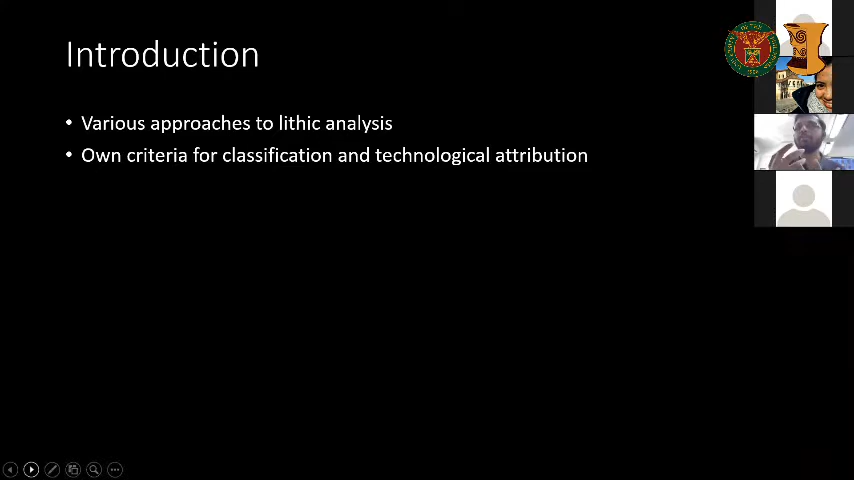 Introduction
• Various approaches to lithic analysis
• Own criteria for classification and technological attribution